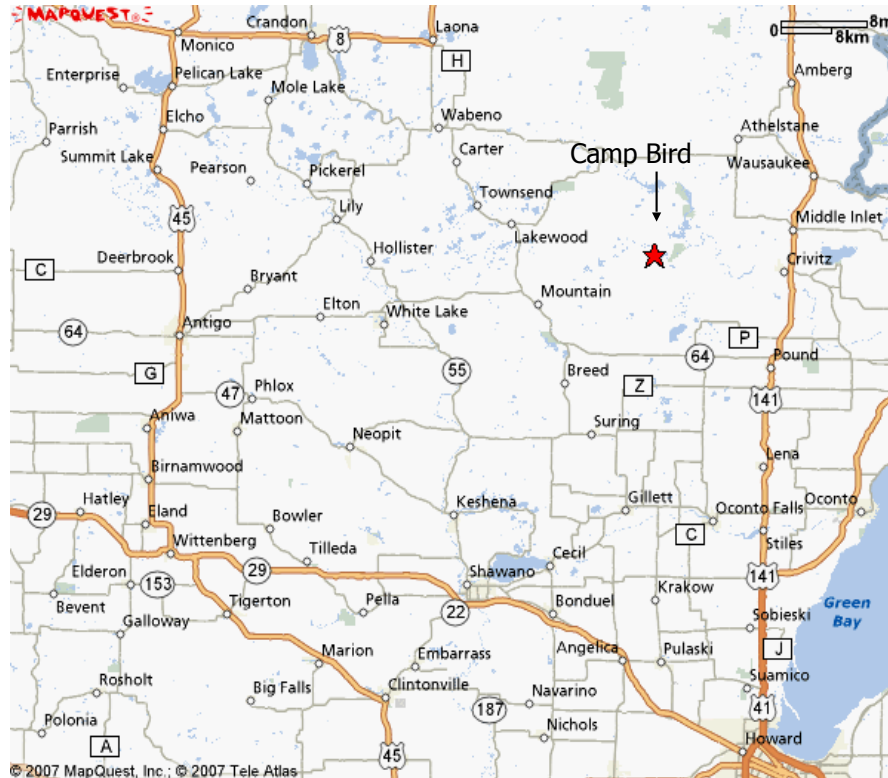 MAPQUEST
Crandon
Laona
8
Monico
0
8m
8km
H
Enterprise
Pelican Lake
Mole Lake
Amberg
Elcho
Wabeno
Parrish
Athelstane
Summit Lake
Pearson
Pickerel
Carter
Camp Bird
Wausaukee
Townsend
45
Lily
Lakewood
Middle Inlet
Deerbrook
C
Hollister
Crivitz
Bryant
Mountain
Elton
White Lake
64
Antigo
P
64
G
55
Breed
Z
Pound
47
Phlox
141
Aniwa
Mattoon
Neopit
Suring
Lena
Birnamwood
Hatley
Keshena
Gillett
Oconto Falls
Oconto
29
Eland
Bowler
C
Stiles
Wittenberg
Tilleda
Cecil
29
Elderon
153
Shawano
141
Bevent
Tigerton
Pella
22
Bonduel
Krakow
Green
Bay
Galloway
Sobieski
Marion
Embarrass
Angelica
Pulaski
J
Rosholt
Big Falls
Clintonville
Navarino
Suamico
187
41
Polonia
A
Nichols
45
Howard
© 2007 MapQuest, Inc.; © 2007 Tele Atlas